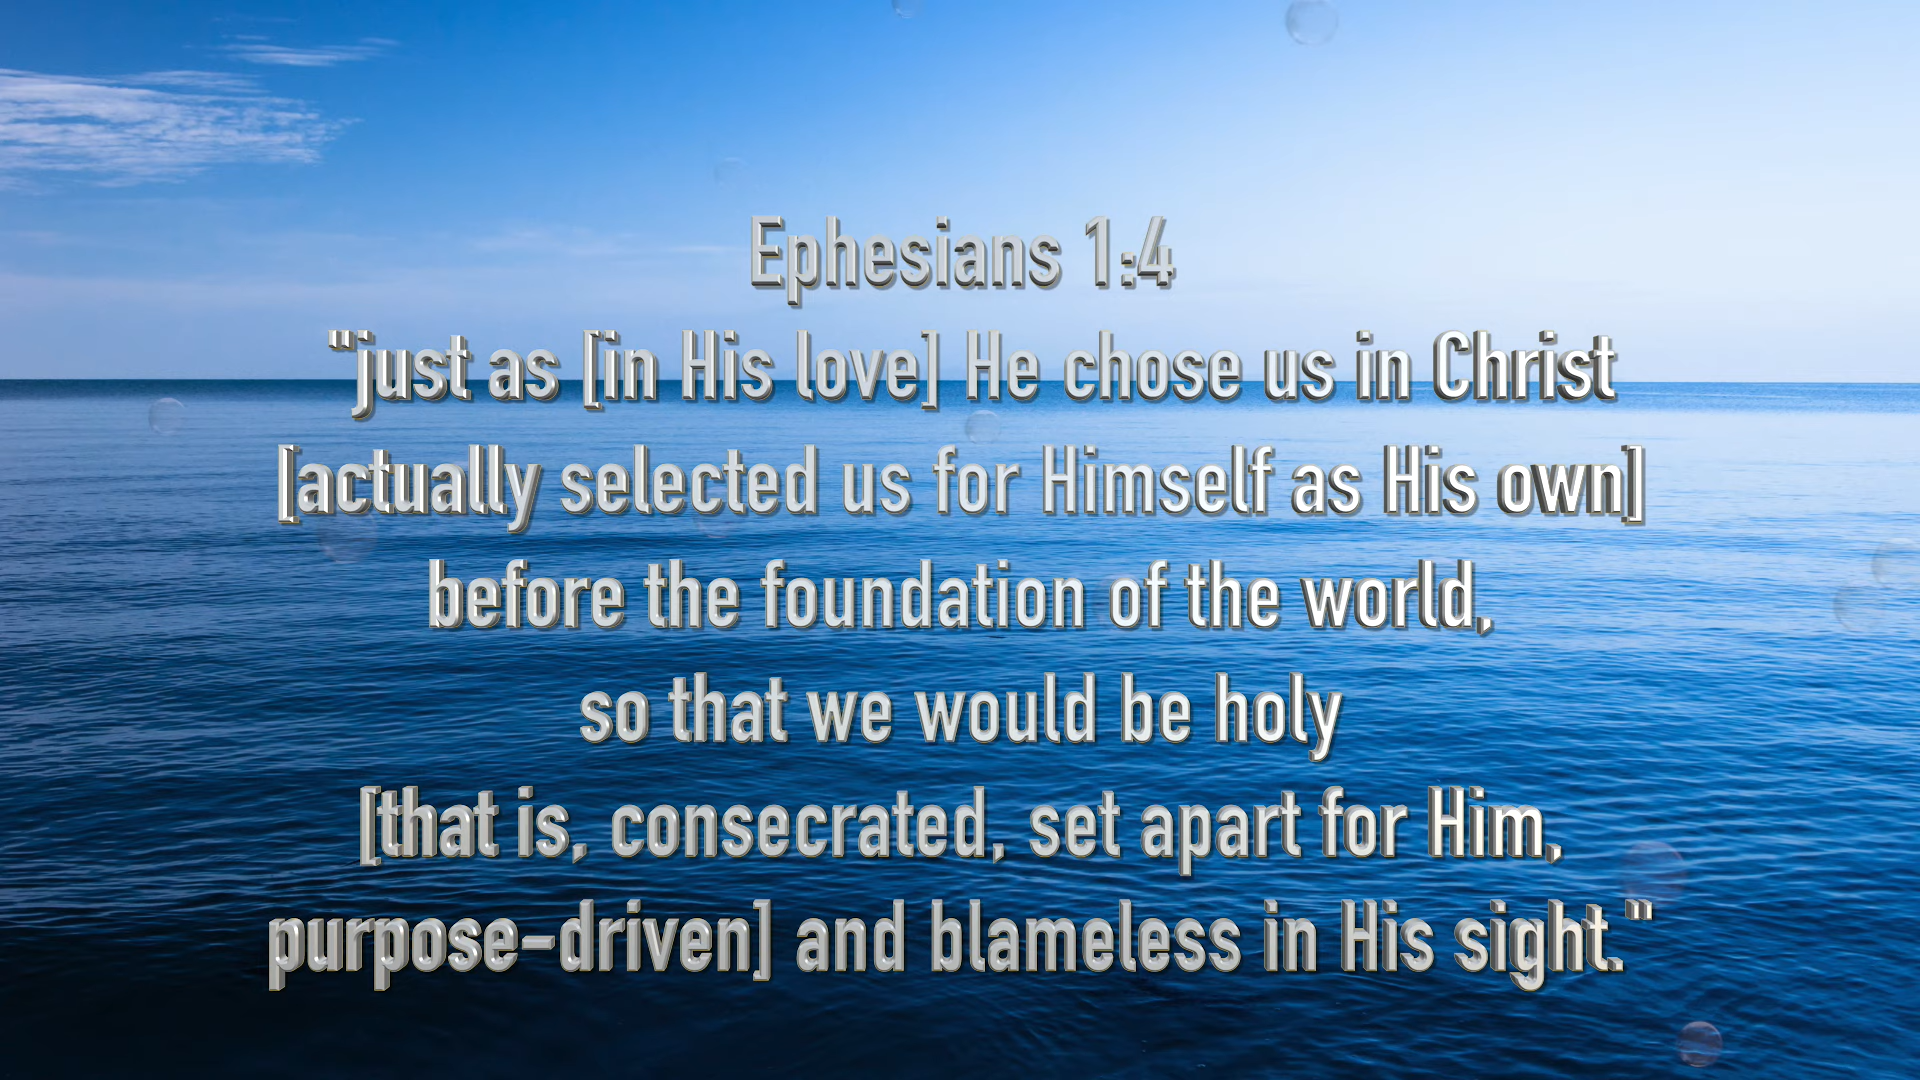 Ephesians 1:4
"just as [in His love] He chose us in Christ
[actually selected us for Himself as His own]
before the foundation of the world,
so that we would be holy
[that is, consecrated, set apart for Him,
purpose-driven] and blameless in His sight."